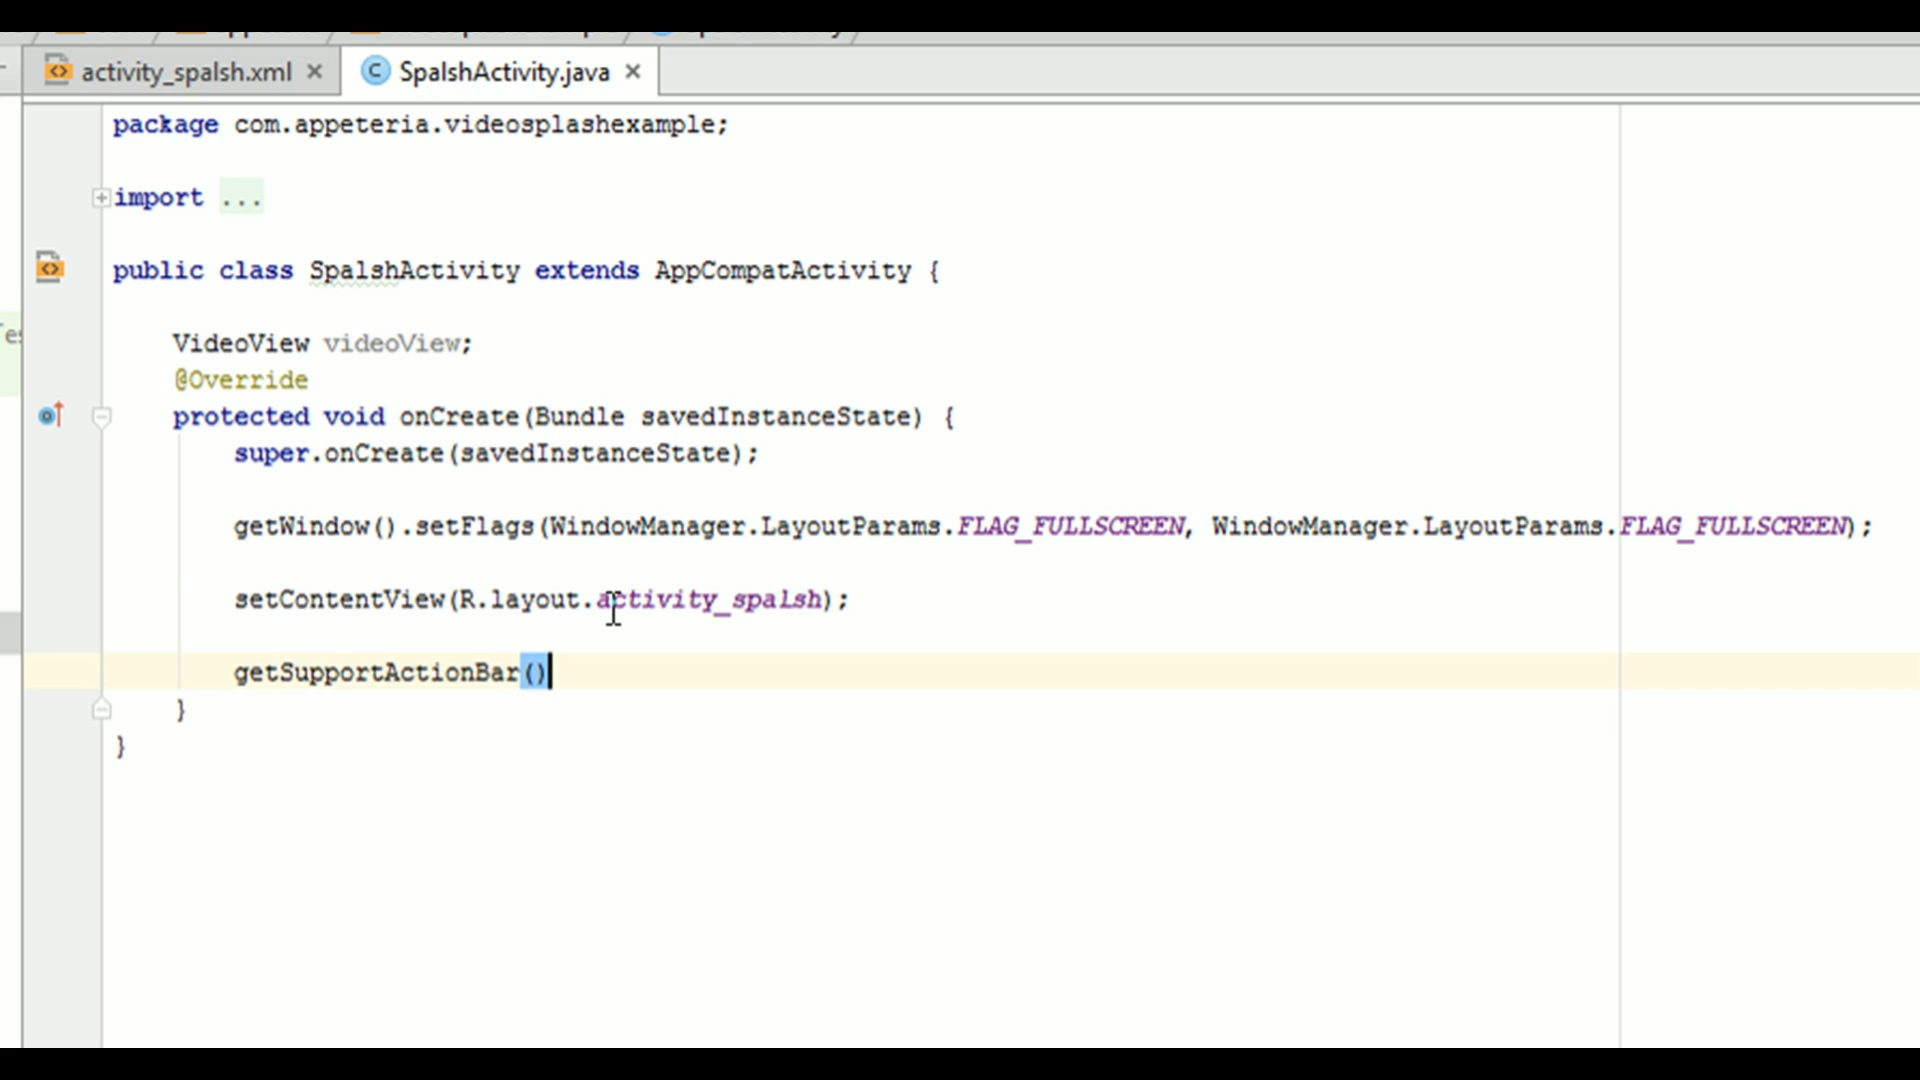 activity_spalsh.xml SpalshActivity.java
package com.appeteria.videosplashexample;
import ...
public class SpalshActivity extends AppCompatActivity {
VideoView videoView;
@Override
protected void onCreate(Bundle savedInstanceState) {
super.onCreate(savedInstanceState);
getWindow().setFlags(WindowManager.LayoutParams.FLAG_FULLSCREEN, WindowManager.LayoutParams.FLAG_FULLSCREEN);
setContentView(R.layout.activity_spalsh);
getSupportActionBar()
}
}